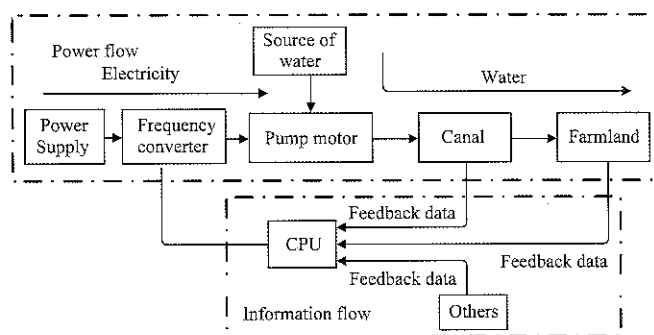 Power flow
Electricity
Source of
water
Water
Power
Supply
Frequency
converter
Pump motor
Canal
Farmland
Feedback data
CPU
Feedback data
Feedback data
Others
Information flow